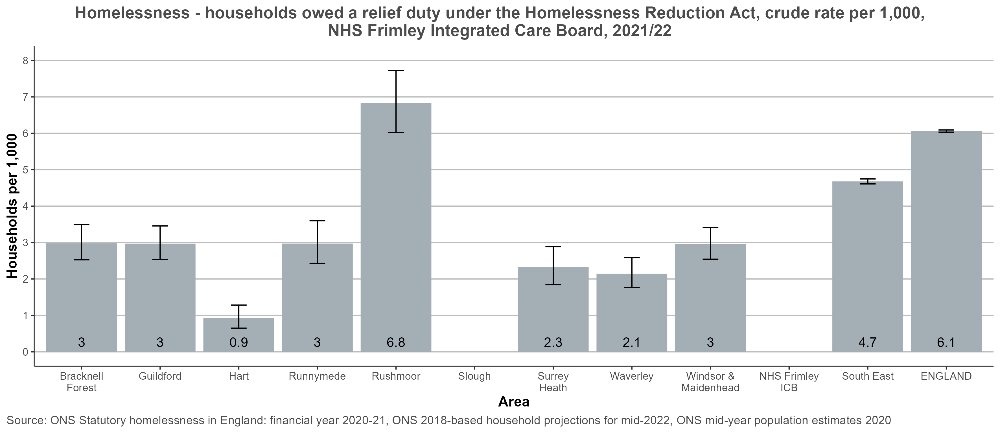 Homelessness - households owed a relief duty under the Homelessness Reduction Act, crude rate per 1,000,
NHS Frimley Integrated Care Board, 2021/22
Households per 1,000
8
7
6
5
4
3
2
1
0
3 3 0.9 3 6.8 2.3 2.1 3 4.7 6.1
Bracknell Guildford Hart Runnymede Rushmoor Slough Surrey Waverley Windsor & NHS Frimley South East ENGLAND
Forest Heath Maidenhead ICB
Area
Source: ONS Statutory homelessness in England: financial year 2020-21, ONS 2018-based household projections for mid-2022, ONS mid-year population estimates 2020